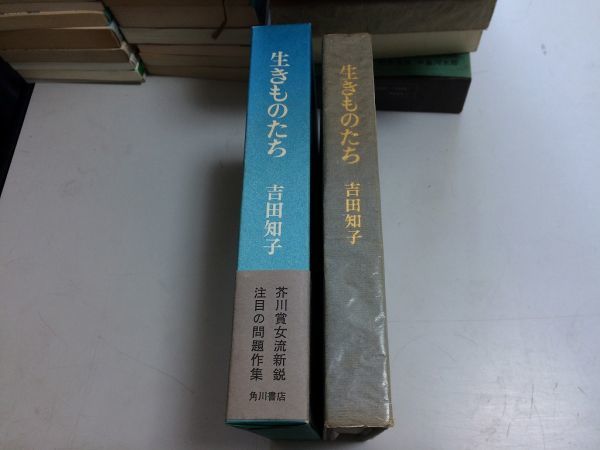 生きものたち
吉田知子
芥川賞女流新鋭
注目の問題作集
角川書店
生きものたち
吉田知子